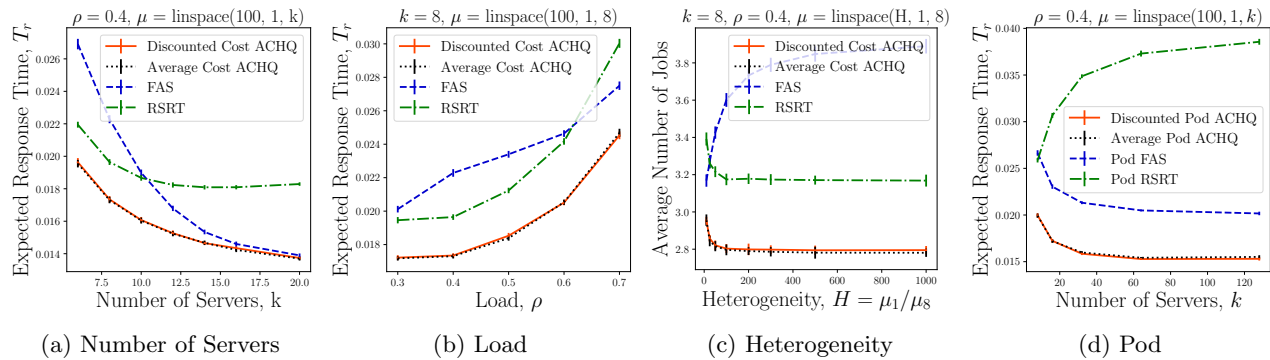 ρ = 0.4, μ = linspace(100, 1, k)
Expected Response Time, T_r
0.026
0.024
0.022
0.020
0.018
0.016
0.014
Discounted Cost ACHQ
Average Cost ACHQ
FAS
RSRT
7.5 10.0 12.5 15.0 17.5 20.0
Number of Servers, k
(a) Number of Servers
k = 8, μ = linspace(100, 1, 8)
Expected Response Time, T_r
0.030
0.028
0.026
0.024
0.022
0.020
0.018
Discounted Cost ACHQ
Average Cost ACHQ
FAS
RSRT
0.3 0.4 0.5 0.6 0.7
Load, ρ
(b) Load
k = 8, ρ = 0.4, μ = linspace(H, 1, 8)
Average Number of Jobs
3.8
3.6
3.4
3.2
3.0
2.8
Discounted Cost ACHQ
Average Cost ACHQ
FAS
RSRT
0 200 400 600 800 1000
Heterogeneity, H = μ₁/μ₈
(c) Heterogeneity
ρ = 0.4, μ = linspace(100, 1, k)
Expected Response Time, T_r
0.040
0.035
0.030
0.025
0.020
0.015
Discounted Pod ACHQ
Average Pod ACHQ
Pod FAS
Pod RSRT
20 40 60 80 100 120
Number of Servers, k
(d) Pod